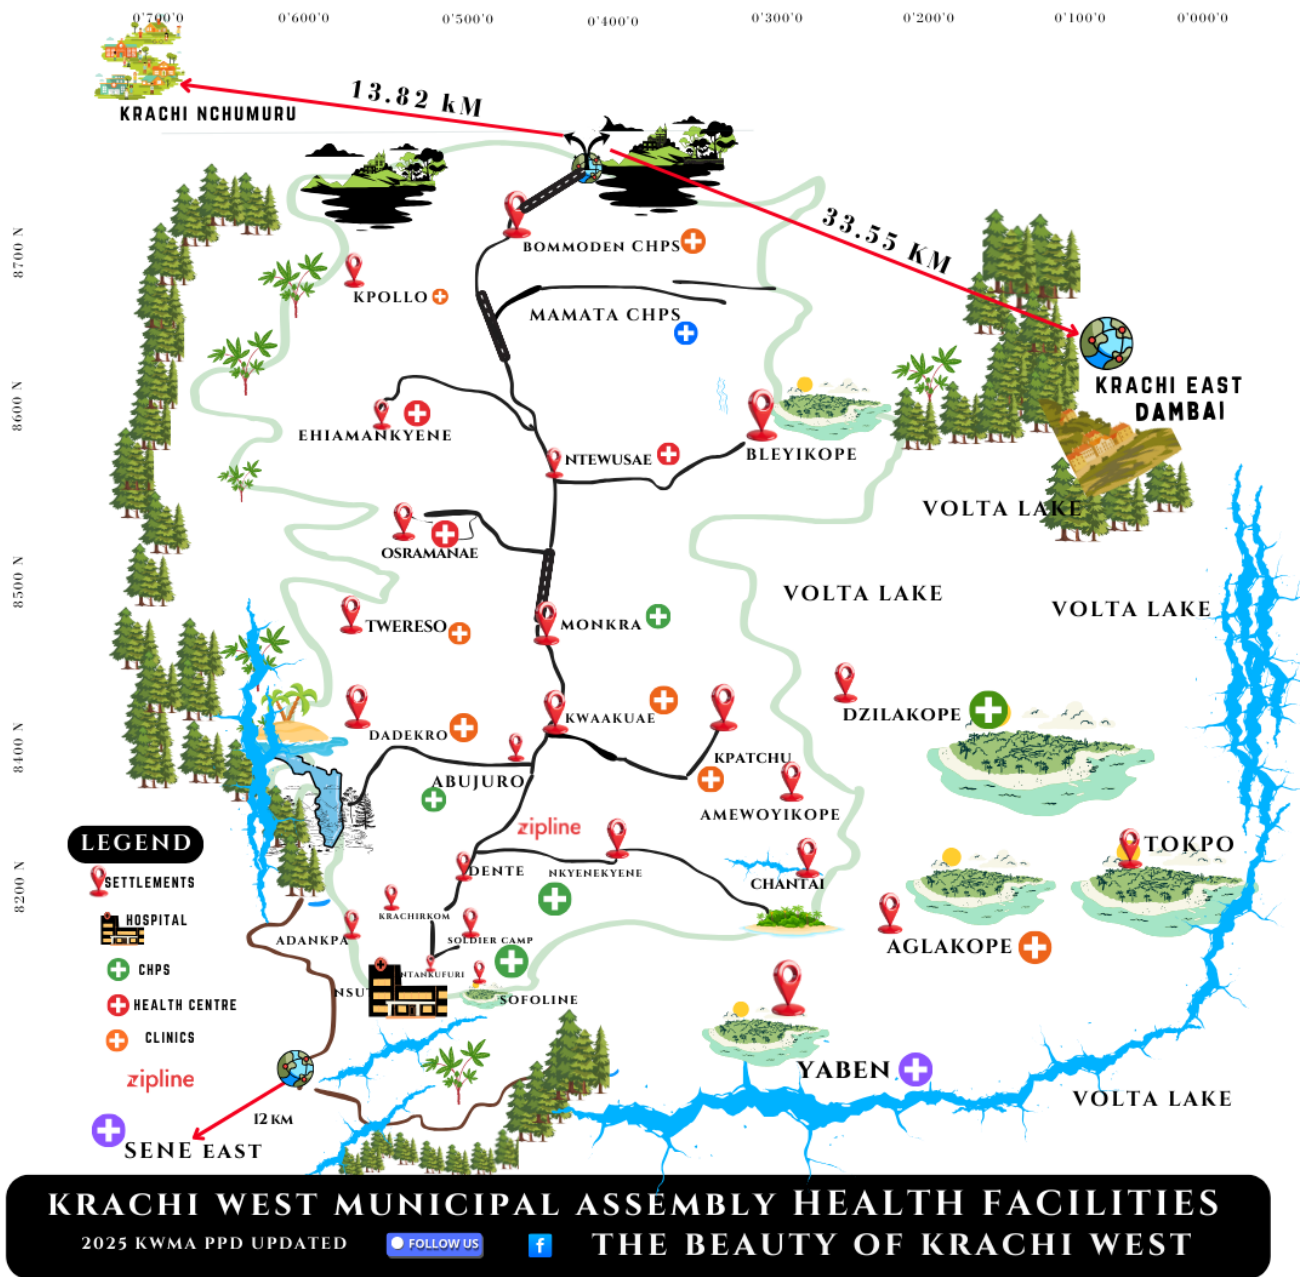 0'700'0 0'600'0 0'500'0 0'400'0 0'300'0 0'200'0 0'100'0 0'000'0
13.82 kM
KRACHI NCHUMURU
33.55 KM
8700 N
BOMMODEN CHPS
KPOLLO
MAMATA CHPS
KRACHI EAST
DAMBAI
8600 N
EHIAMANKYENE
NTEWUSAE
BLEYIKOPE
VOLTA LAKE
OSRAMANAE
8500 N
VOLTA LAKE
VOLTA LAKE
TWERESO
MONKRA
DZILAKOPE
KWAAKUAE
DADEKRO
8400 N
KPATCHU
ABUJURO
AMEWOYIKOPE
zipline
LEGEND
TOKPO
DENTE
NKYENEKYENE
CHANTAI
SETTLEMENTS
8200 N
KRACHIRKOM
HOSPITAL
ADANKPA
SOLDIER CAMP
AGLAKOPE
CHPS
NTANKUFURI
NSU
SOFOLINE
HEALTH CENTRE
CLINICS
YABEN
zipline
VOLTA LAKE
12 KM
SENE EAST
KRACHI WEST MUNICIPAL ASSEMBLY HEALTH FACILITIES
2025 KWMA PPD UPDATED
FOLLOW US
f
THE BEAUTY OF KRACHI WEST